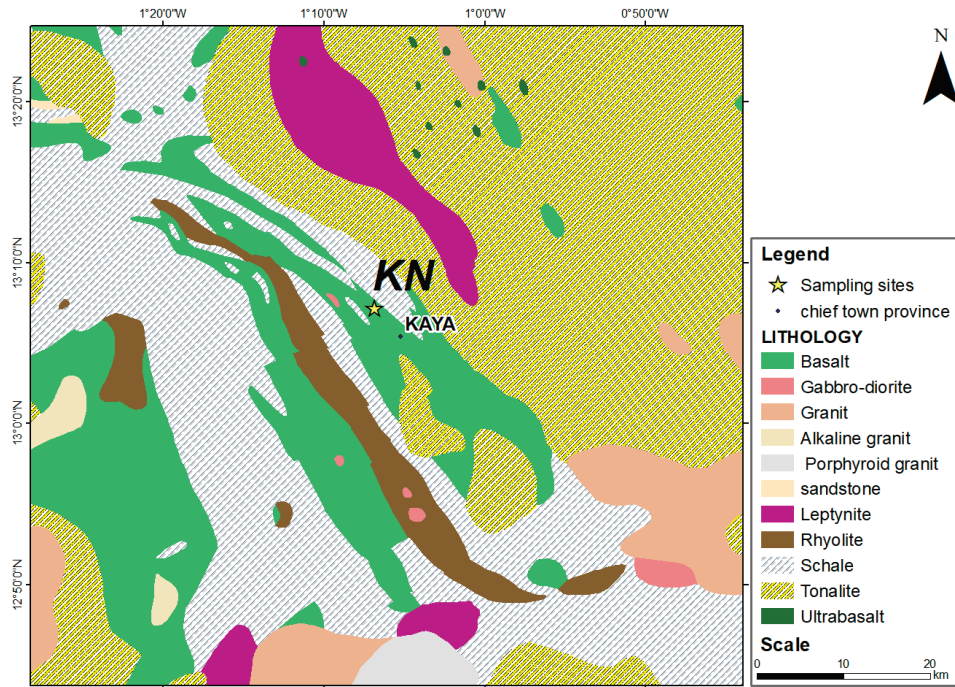 1°20'0"W 1°10'0"W 1°0'0"W 0°50'0"W
N
13°20'0"N
13°10'0"N
13°0'0"N
12°50'0"N
KN
KAYA
Legend
Sampling sites
chief town province
LITHOLOGY
Basalt
Gabbro-diorite
Granit
Alkaline granit
Porphyroid granit
sandstone
Leptynite
Rhyolite
Schale
Tonalite
Ultrabasalt
Scale
0 10 20
km